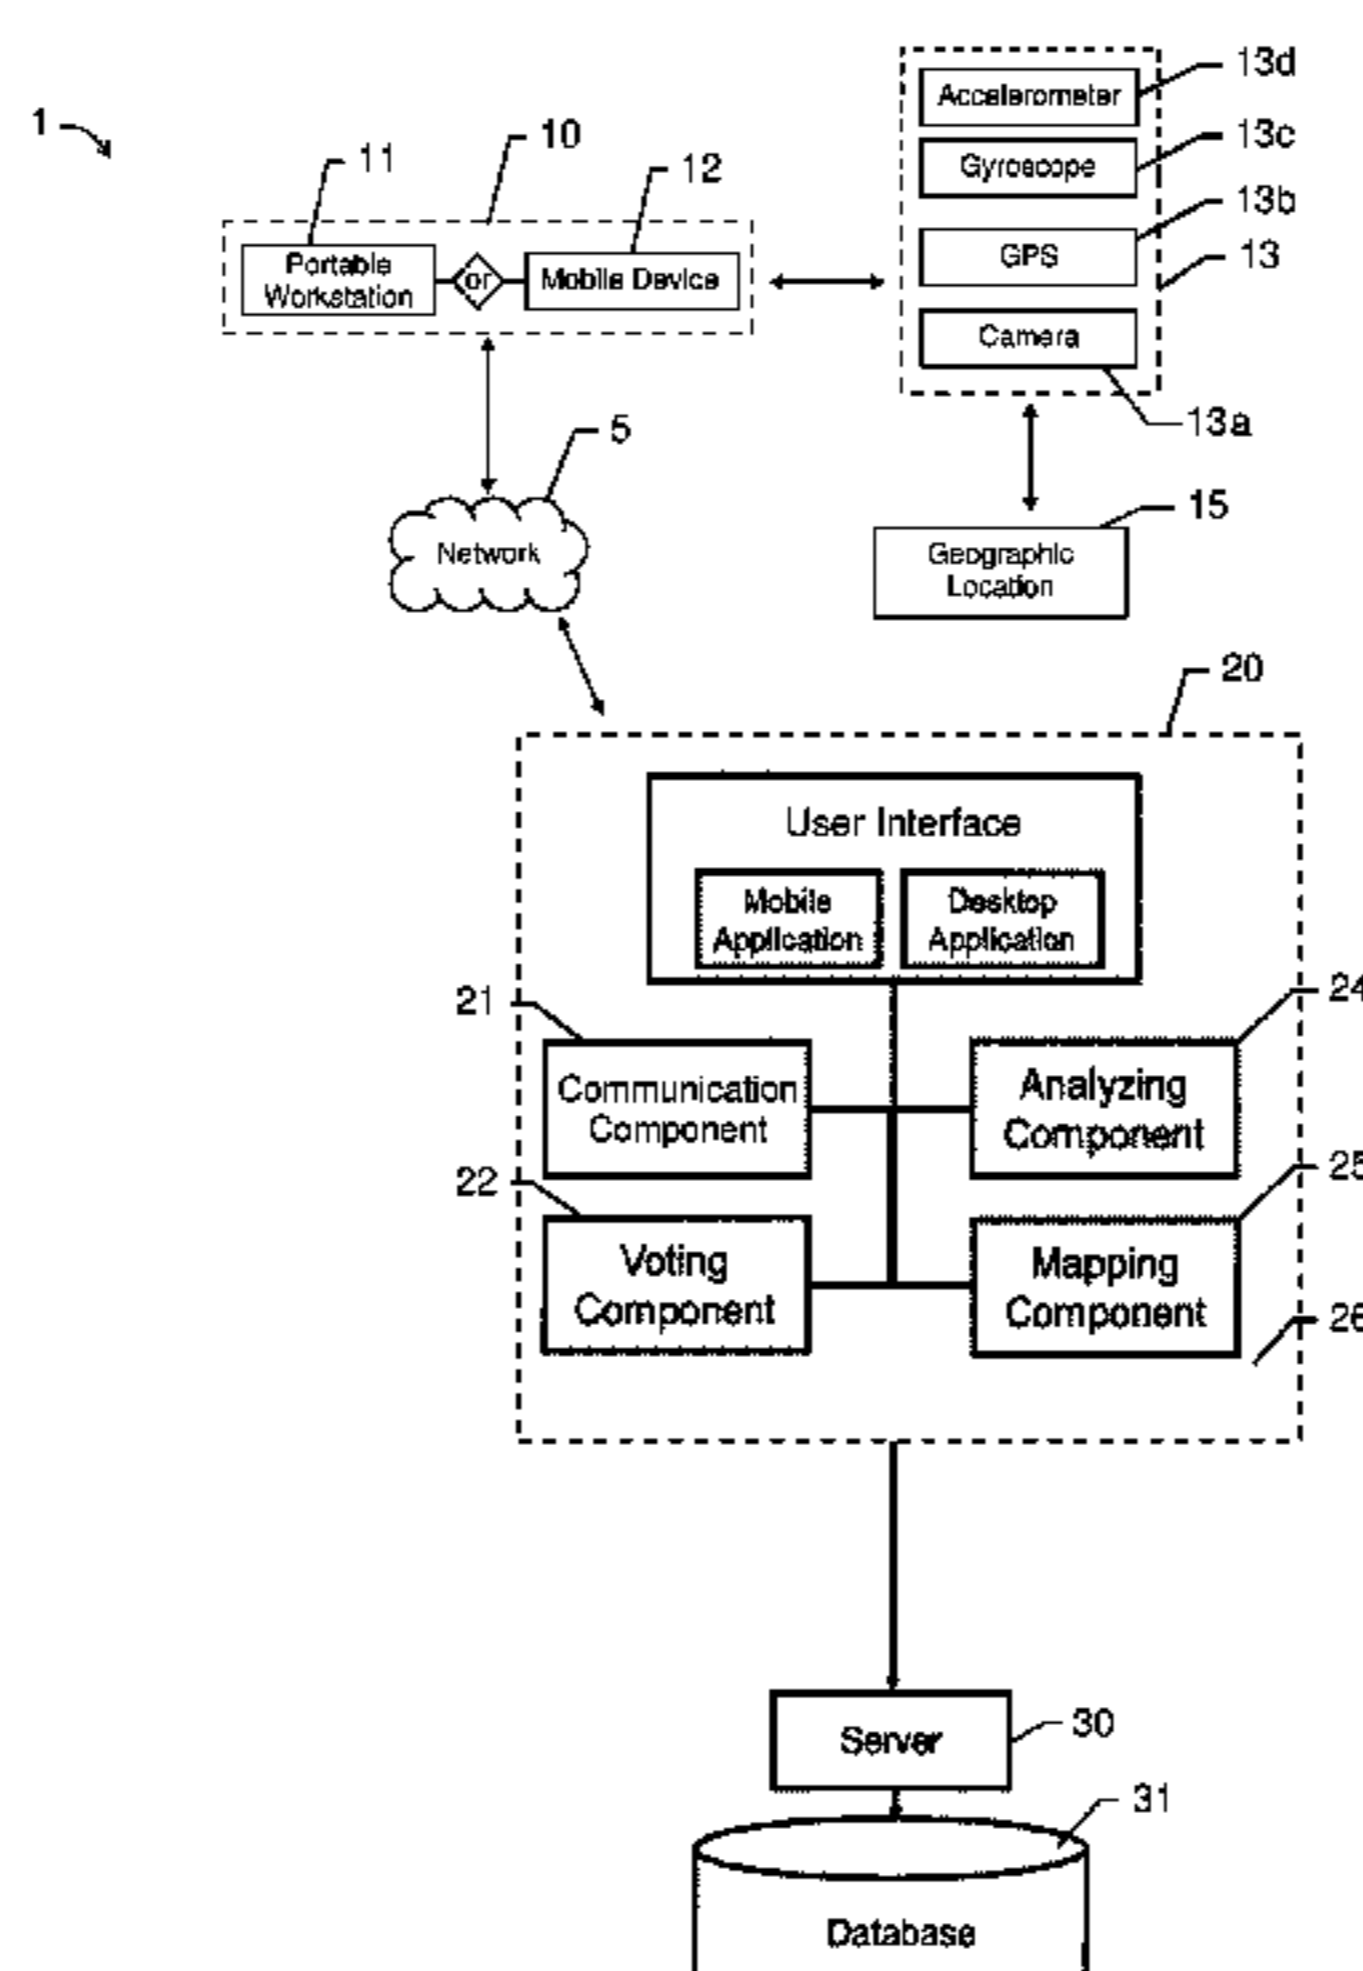 1
11
10
12
Portable
Workstation
or
Mobile Device
13d
Accelerometer
13c
Gyroscope
13b
GPS
13
Camera
13a
5
Network
15
Geographic
Location
20
User Interface
Mobile
Application
Desktop
Application
21
24
Communication
Component
Analyzing
Component
22
25
Voting
Component
Mapping
Component
26
Server
30
31
Database